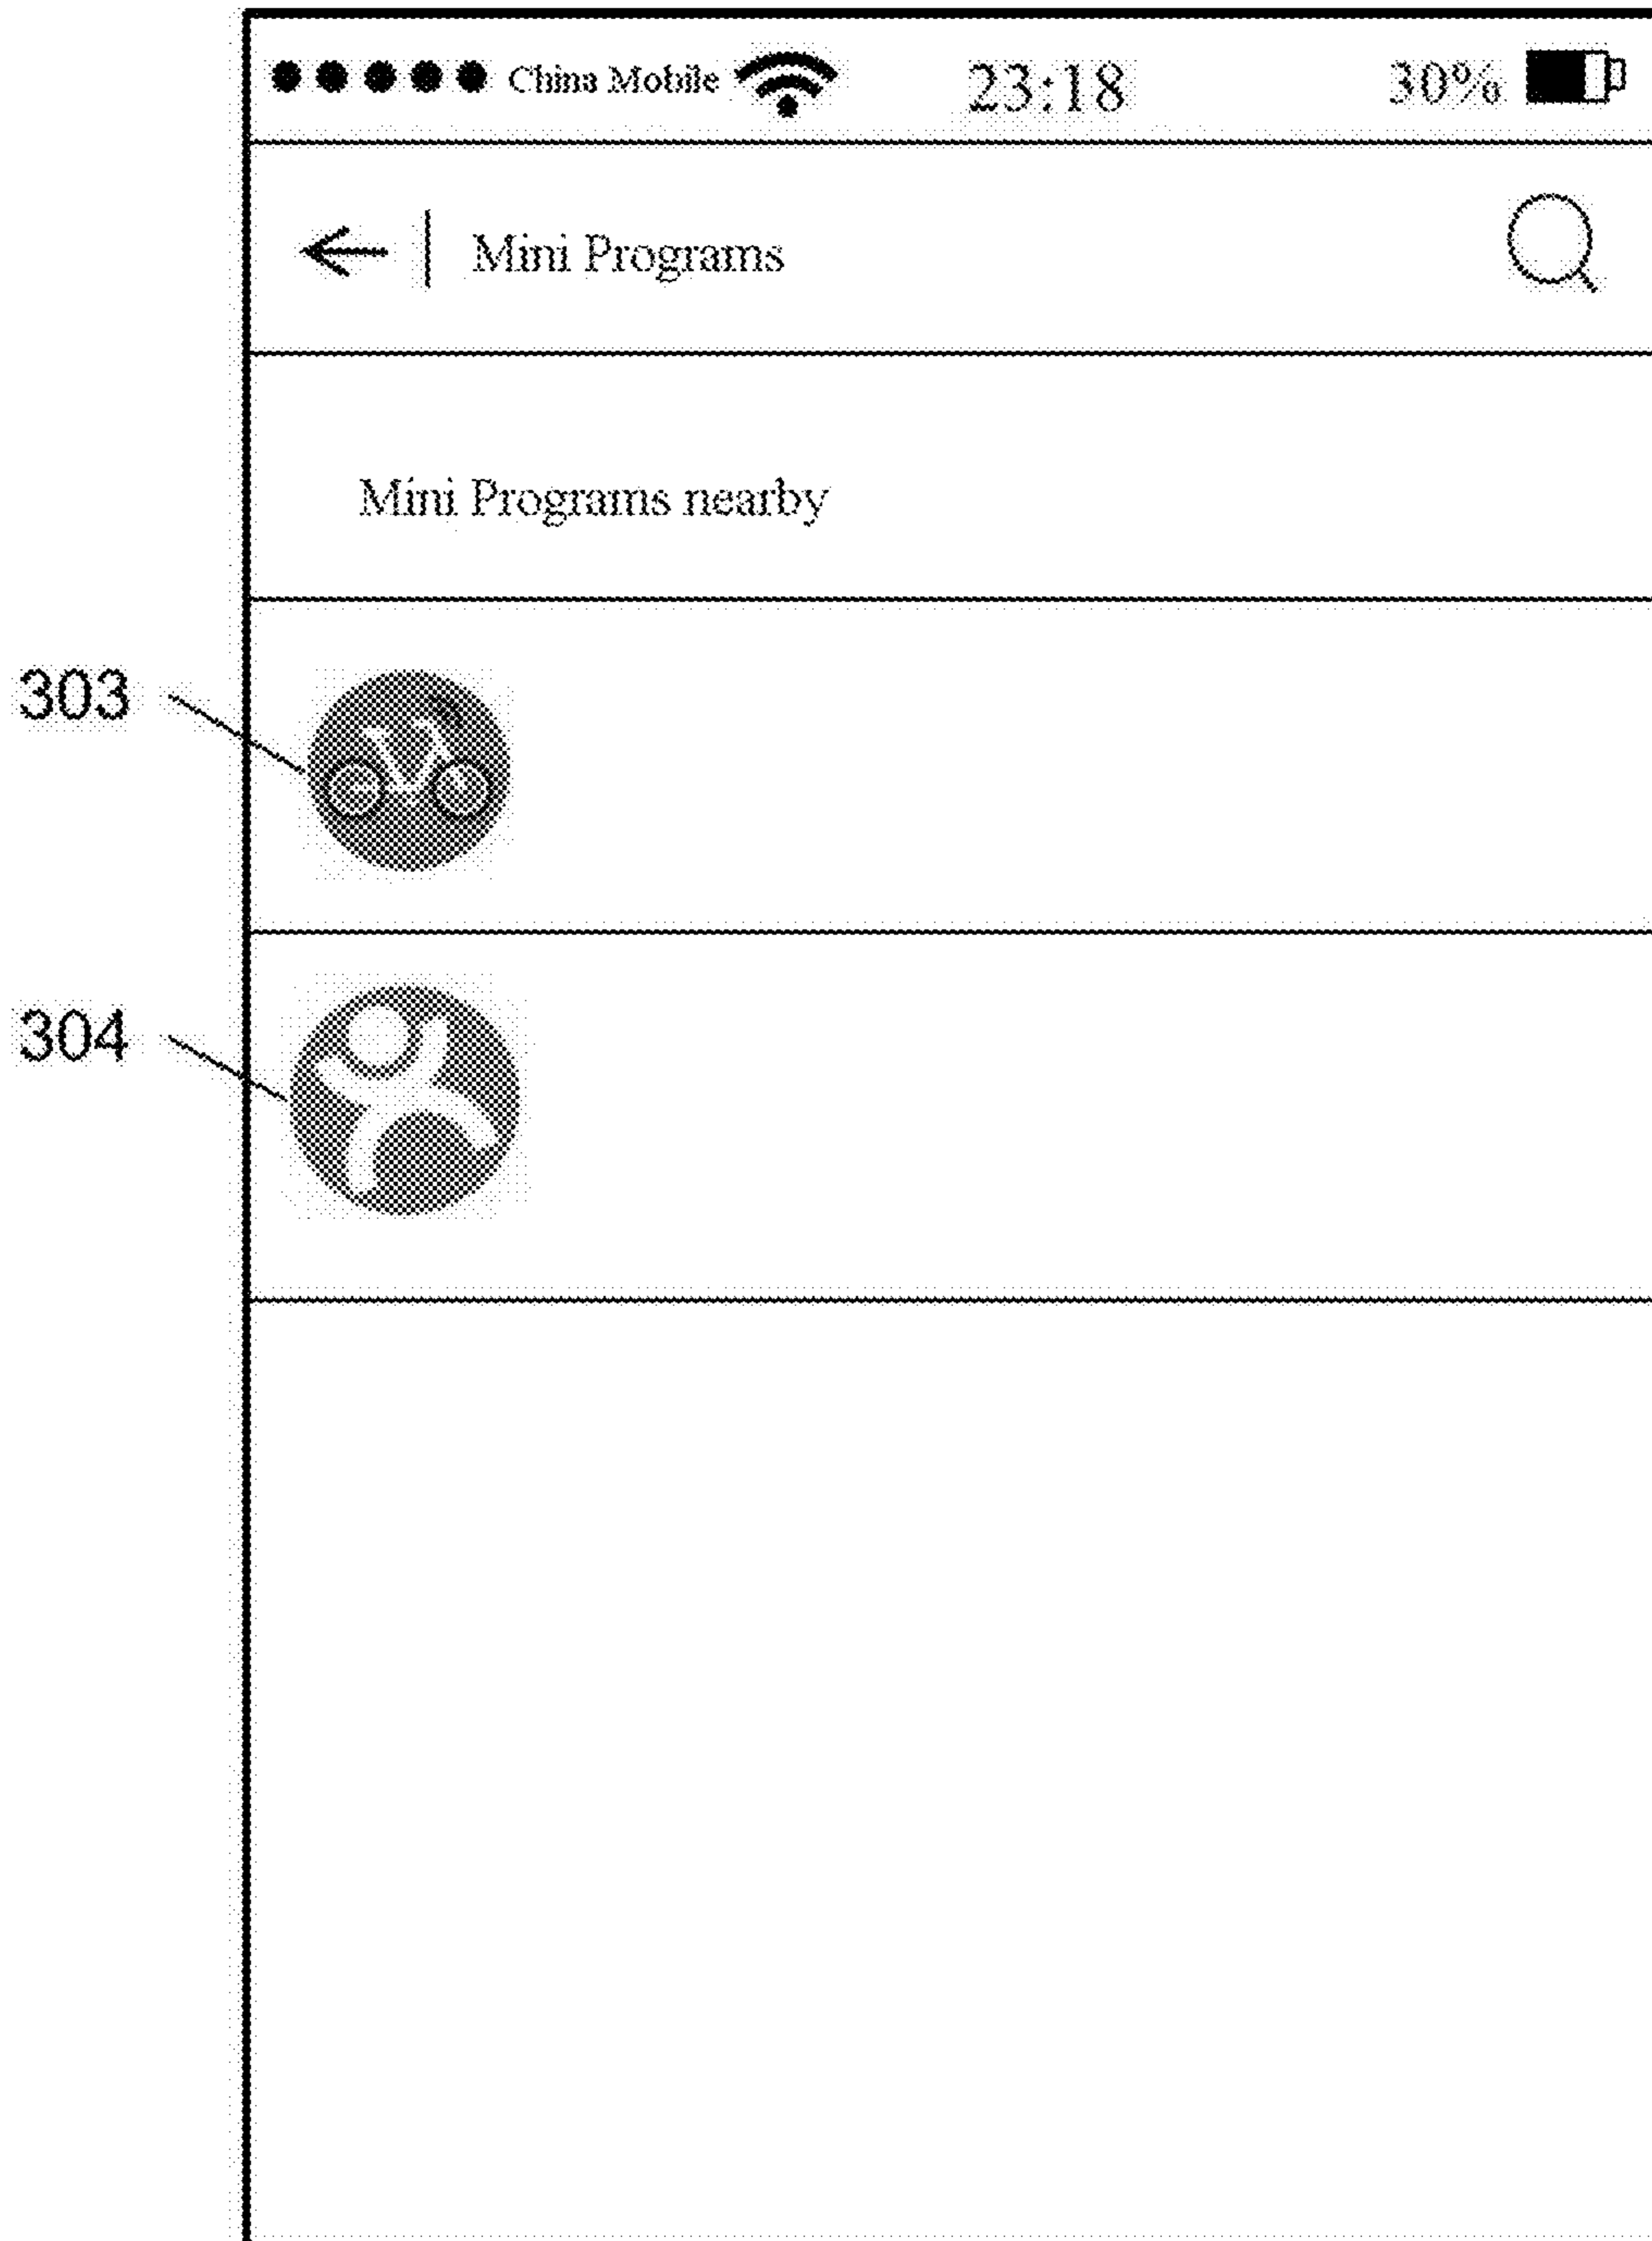 China Mobile 23:18 30%
Mini Programs
Mini Programs nearby
303
304